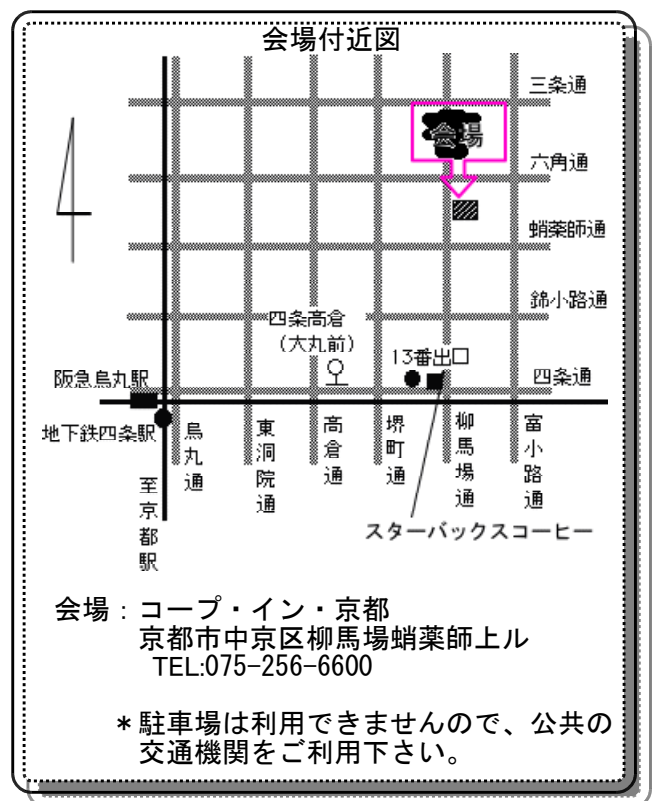 会場付近図
三条通
会場
六角通
蛸薬師通
錦小路通
四条高倉
(大丸前)
13番出口
阪急烏丸駅
四条通
地下鉄四条駅
烏丸通
東洞院通
高倉通
堺町通
柳馬場通
富小路通
至京都駅
スターバックスコーヒー
会場:コープ・イン・京都
京都市中京区柳馬場蛸薬師上ル
TEL:075-256-6600
*駐車場は利用できませんので、公共の
交通機関をご利用下さい。